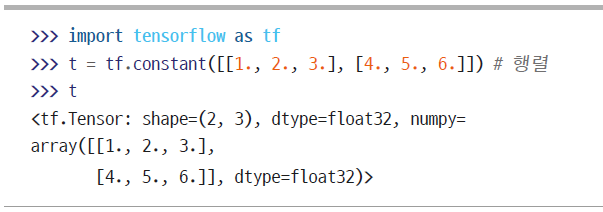 >>> import tensorflow as tf
>>> t = tf.constant([[1., 2., 3.], [4., 5., 6.]]) # 행렬
>>> t
<tf.Tensor: shape=(2, 3), dtype=float32, numpy=
array([[1., 2., 3.],
       [4., 5., 6.]], dtype=float32)>